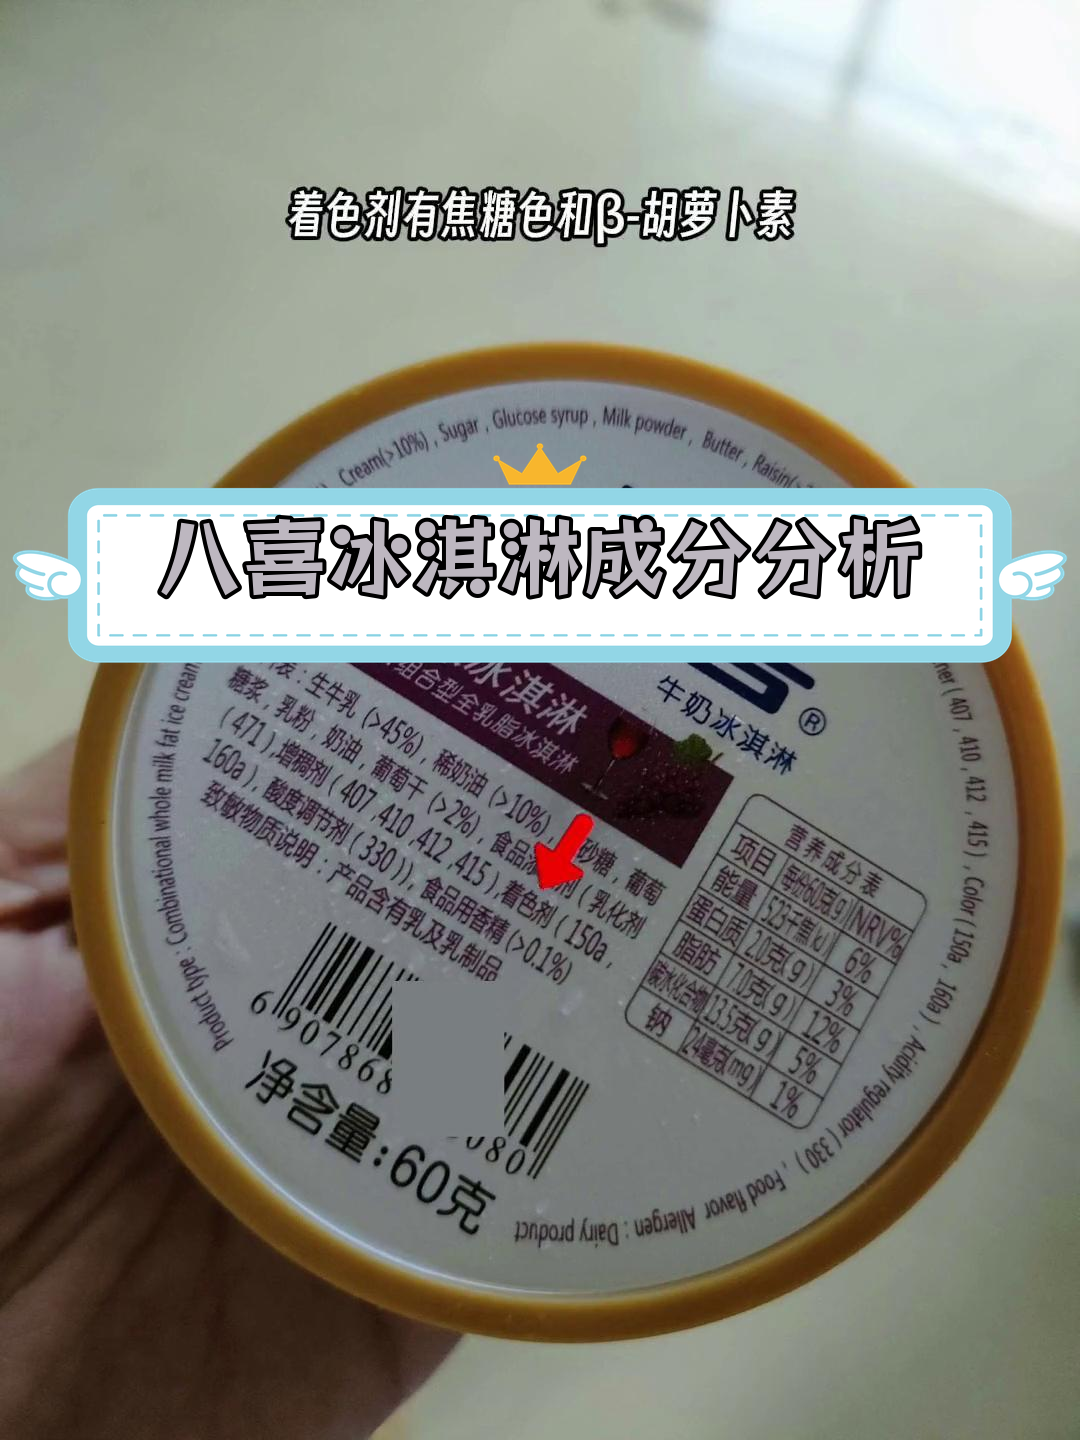 着色剂有焦糖色和β-胡萝卜素
Cream(>10%) , Sugar , Glucose syrup , Milk powder , Butter , Raisin(>
八喜冰淇淋成分分析
冰淇淋
组合型全乳脂冰淇淋
牛奶冰淇淋
®
表：生牛乳（>45%），稀奶油（>10%），砂糖，葡萄
糖浆，乳粉，奶油，葡萄干（>2%），食品添 剂（乳化剂
（471），增稠剂（407，410，412，415），着色剂（150a，
160a），酸度调节剂（330）），食品用香精（>0.1%）
致敏物质说明：产品含有乳及乳制品
营养成分表
项目 每份60克(g) NRV%
能量 523千焦(kJ) 6%
蛋白质 2.0克(g) 3%
脂肪 7.0克(g) 12%
碳水化合物 13.5克(g) 5%
钠 24毫克(mg) 1%
6 907868
080
净含量:60克
Product type : Combinational whole milk fat ice cream
ner ( 407 , 410 , 412 , 415 ) , Color ( 150a , 160a ) , Acidity regulator ( 330 ) , Food flavor
Allergen : Dairy product